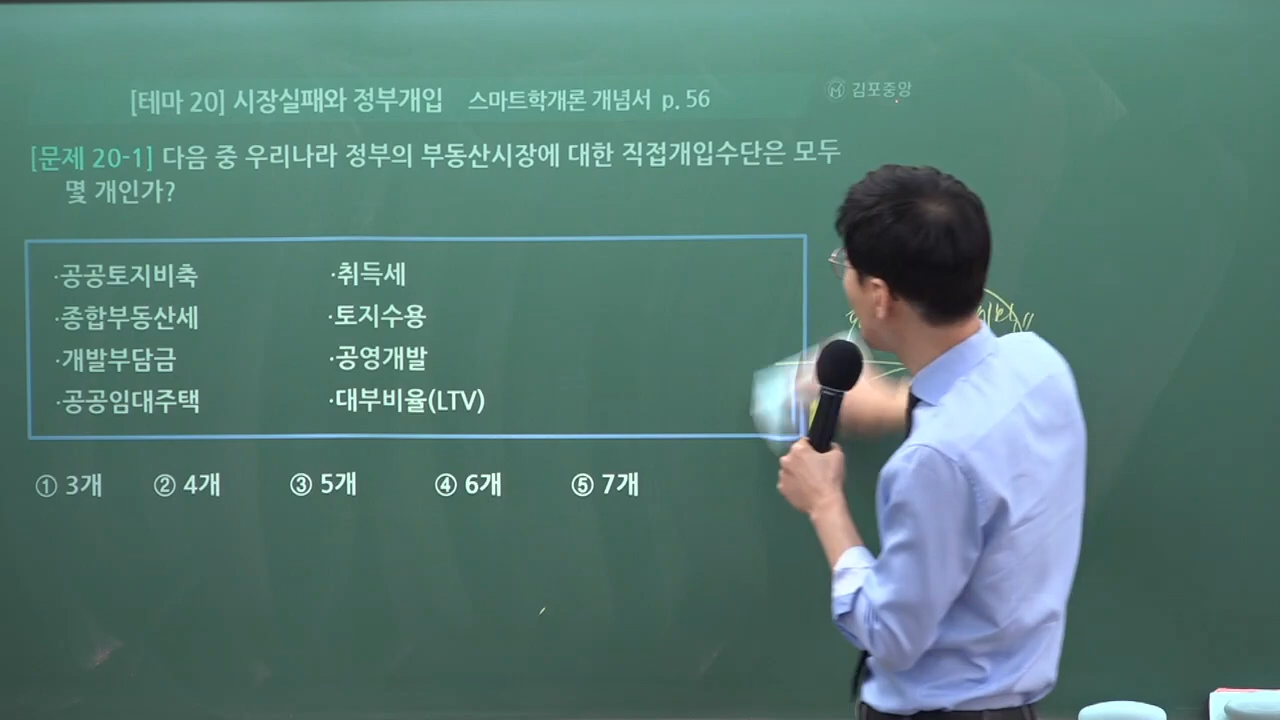 [테마 20] 시장실패와 정부개입 스마트학개론 개념서 p. 56
김포중앙
[문제 20-1] 다음 중 우리나라 정부의 부동산시장에 대한 직접개입수단은 모두
몇 개인가?
·공공토지비축 ·취득세
·종합부동산세 ·토지수용
·개발부담금 ·공영개발
·공공임대주택 ·대부비율(LTV)
① 3개 ② 4개 ③ 5개 ④ 6개 ⑤ 7개